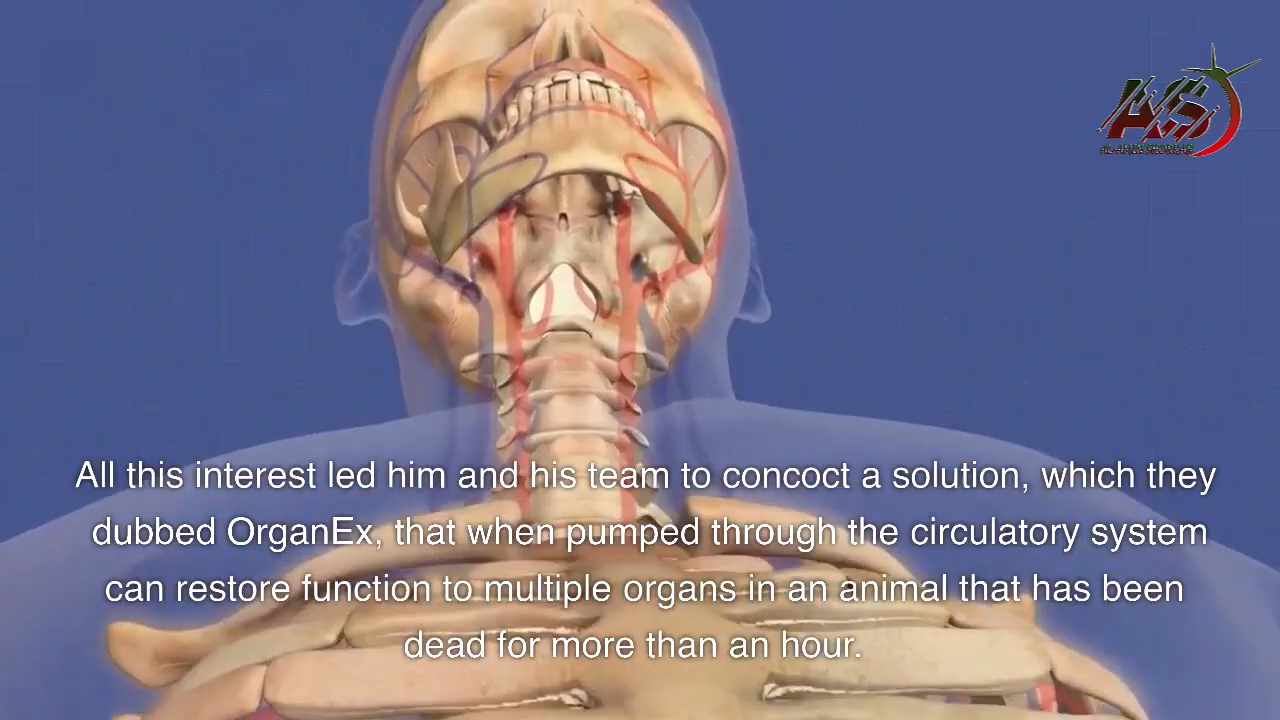 AS
All this interest led him and his team to concoct a solution, which they
dubbed OrganEx, that when pumped through the circulatory system
can restore function to multiple organs in an animal that has been
dead for more than an hour.